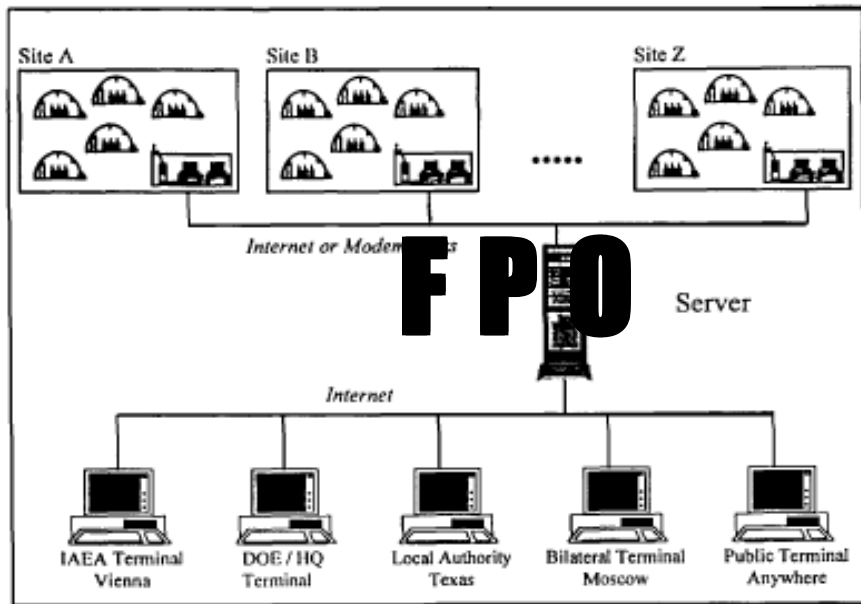 Site A
Site B
Site Z
Internet or Modem
F P O
Server
Internet
IAEA Terminal
Vienna
DOE / HQ
Terminal
Local Authority
Texas
Bilateral Terminal
Moscow
Public Terminal
Anywhere